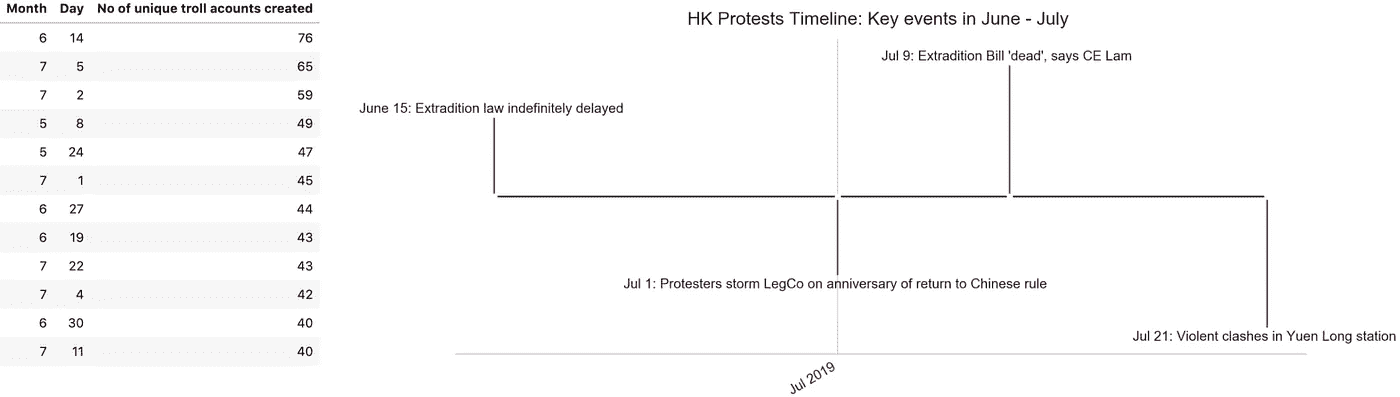 Month Day No of unique troll acounts created
6 14 76
7 5 65
7 2 59
5 8 49
5 24 47
7 1 45
6 27 44
6 19 43
7 22 43
7 4 42
6 30 40
7 11 40
HK Protests Timeline: Key events in June - July
Jul 9: Extradition Bill 'dead', says CE Lam
June 15: Extradition law indefinitely delayed
Jul 1: Protesters storm LegCo on anniversary of return to Chinese rule
Jul 21: Violent clashes in Yuen Long station
Jul 2019